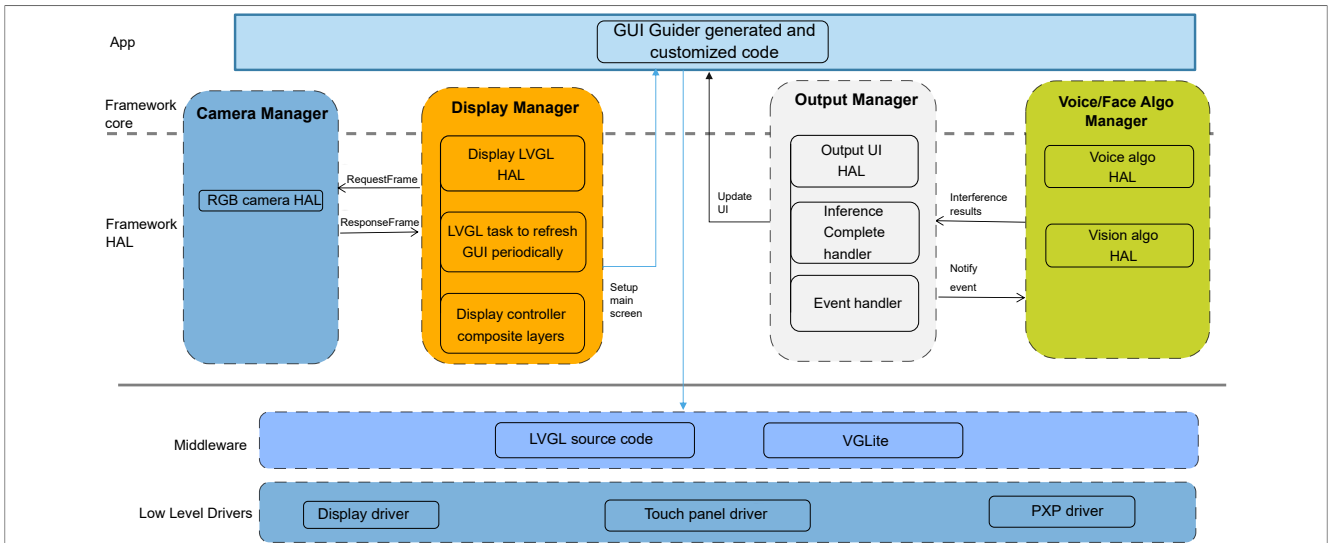 App
GUI Guider generated and
customized code
Framework
core
Camera Manager
Display Manager
Output Manager
Voice/Face Algo
Manager
Framework
HAL
RGB camera HAL
RequestFrame
ResponseFrame
Display LVGL
HAL
LVGL task to refresh
GUI periodically
Display controller
composite layers
Setup
main
screen
Update
UI
Output UI
HAL
Inference
Complete
handler
Event handler
Interference
results
Notify
event
Voice algo
HAL
Vision algo
HAL
Middleware
LVGL source code
VGLite
Low Level Drivers
Display driver
Touch panel driver
PXP driver